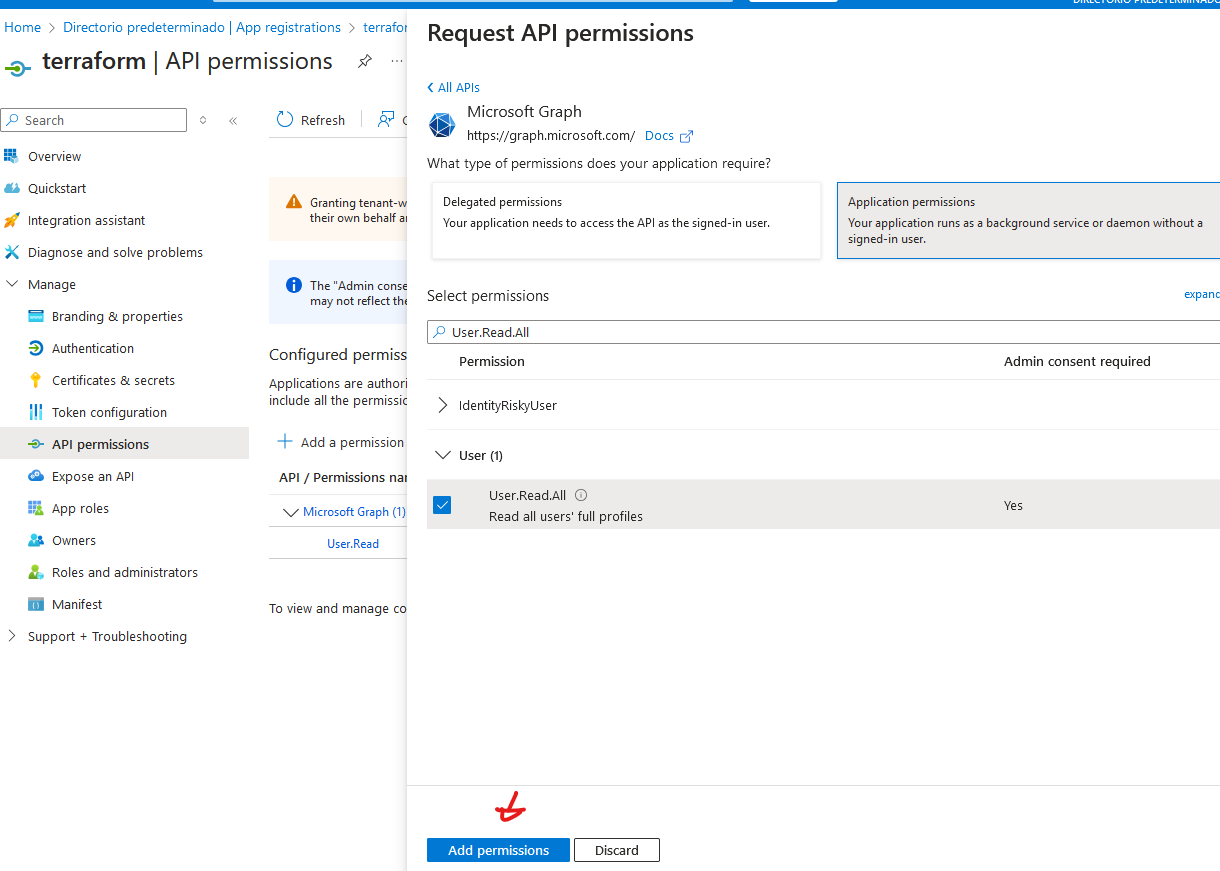 DIRECTORIO PREDETERMINADO
Home > Directorio predeterminado | App registrations >
terraform | API permissions
Search
Overview
Quickstart
Integration assistant
Diagnose and solve problems
Manage
Branding & properties
Authentication
Certificates & secrets
Token configuration
API permissions
Expose an API
App roles
Owners
Roles and administrators
Manifest
Support + Troubleshooting
Refresh
Granting tenant-w
their own behalf
The "Admin conse
may not reflect the
Configured permiss
Applications are authori
include all the permissic
Add a permission
API / Permissions nar
Microsoft Graph (1)
User.Read
To view and manage co
Request API permissions
All APIs
Microsoft Graph
https://graph.microsoft.com/ Docs
What type of permissions does your application require?
Delegated permissions
Your application needs to access the API as the signed-in user.
Application permissions
Your application runs as a background service or daemon without a
signed-in user.
Select permissions
expand
User.Read.All
Permission Admin consent required
IdentityRiskyUser
User (1)
User.Read.All
Read all users' full profiles
Yes
Add permissions
Discard